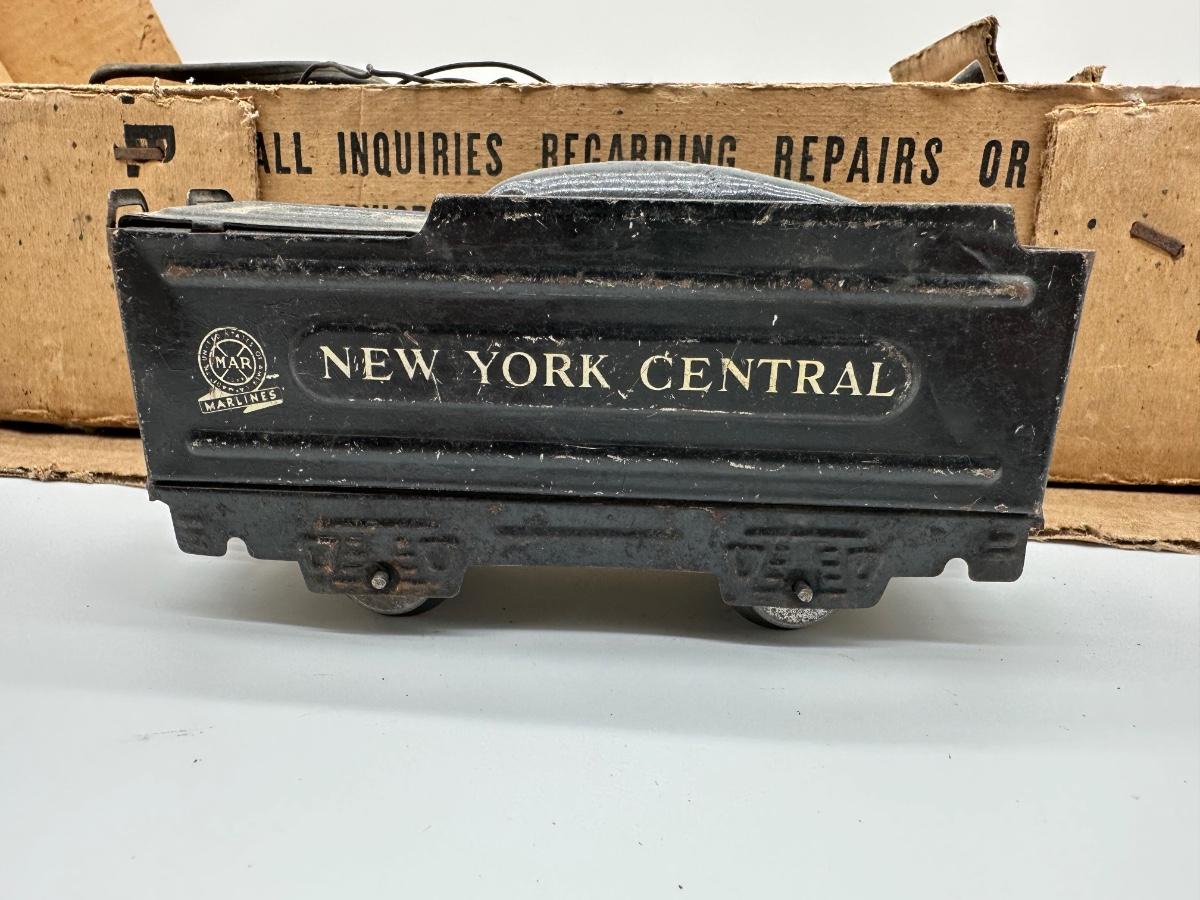 ALL INQUIRIES REGARDING REPAIRS OR
NEW YORK CENTRAL
MAR
MARLINES